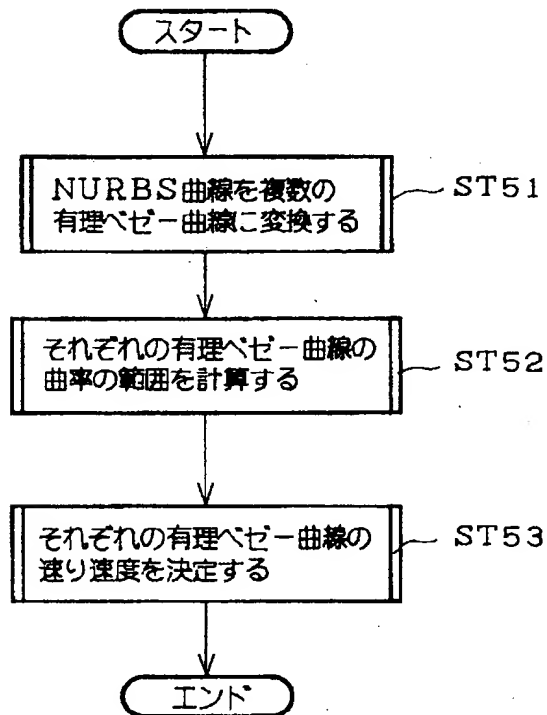 スタート
NURBS曲線を複数の
有理ベゼー曲線に変換する
ST51
それぞれの有理ベゼー曲線の
曲率の範囲を計算する
ST52
それぞれの有理ベゼー曲線の
速り速度を決定する
ST53
エンド